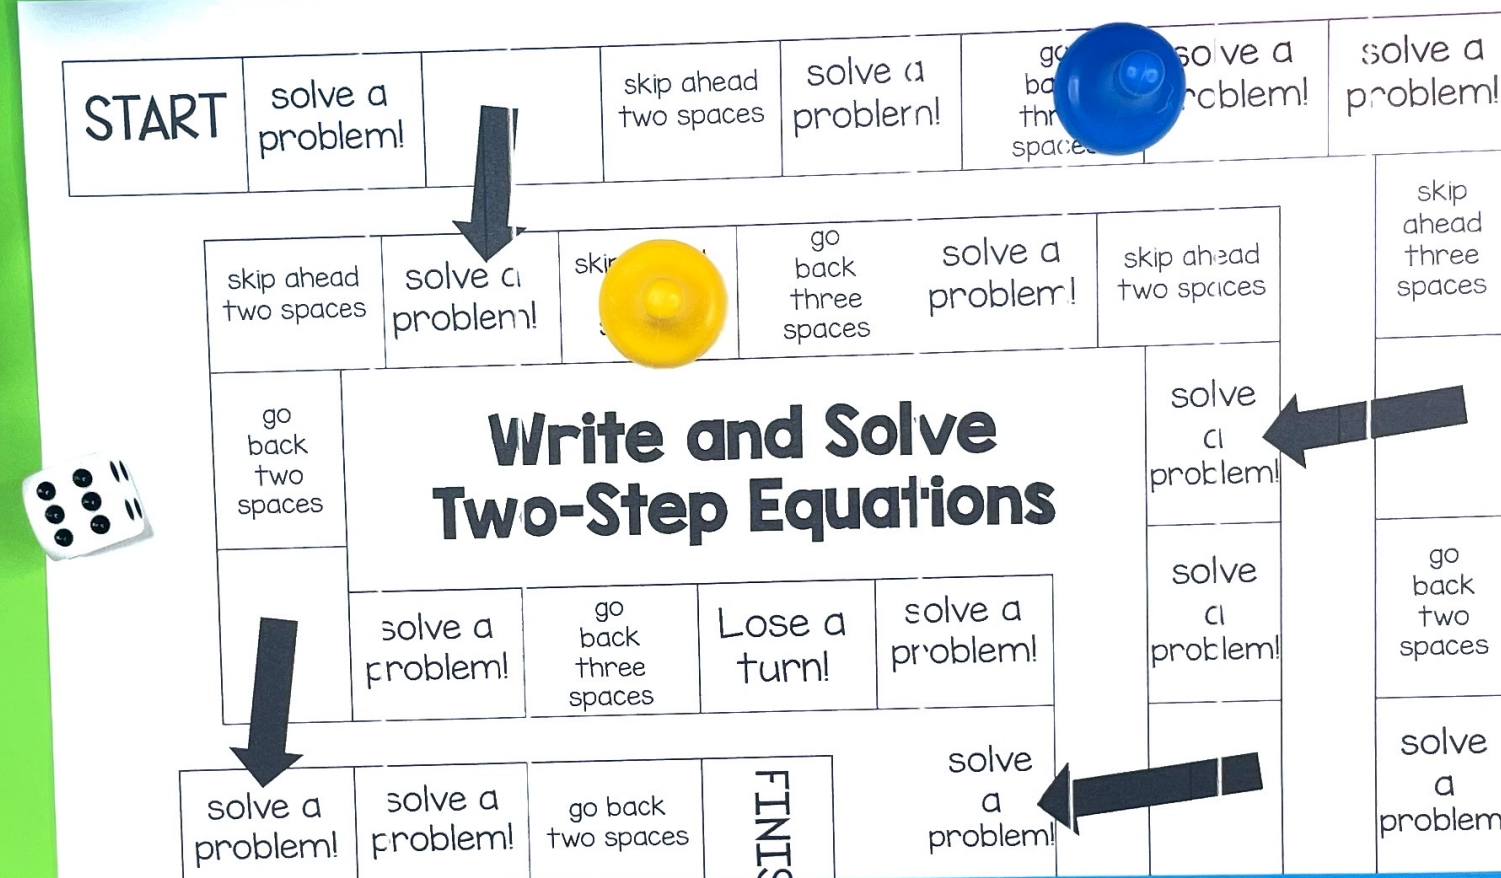 START
solve a
problem!
skip ahead
two spaces
solve a
problem!
go
spaces
solve a
problem!
solve a
problem!
skip
ahead
three
spaces
skip ahead
two spaces
solve a
problem!
go
back
three
spaces
solve a
problem!
skip ahead
two spaces
go
back
two
spaces
Write and Solve
Two-Step Equations
solve
a
problem!
solve
a
problem!
go
back
two
spaces
solve a
problem!
go
back
three
spaces
Lose a
turn!
solve a
problem!
solve
a
problem!
solve
a
problem
solve a
problem!
solve a
problem!
go back
two spaces
FINIS